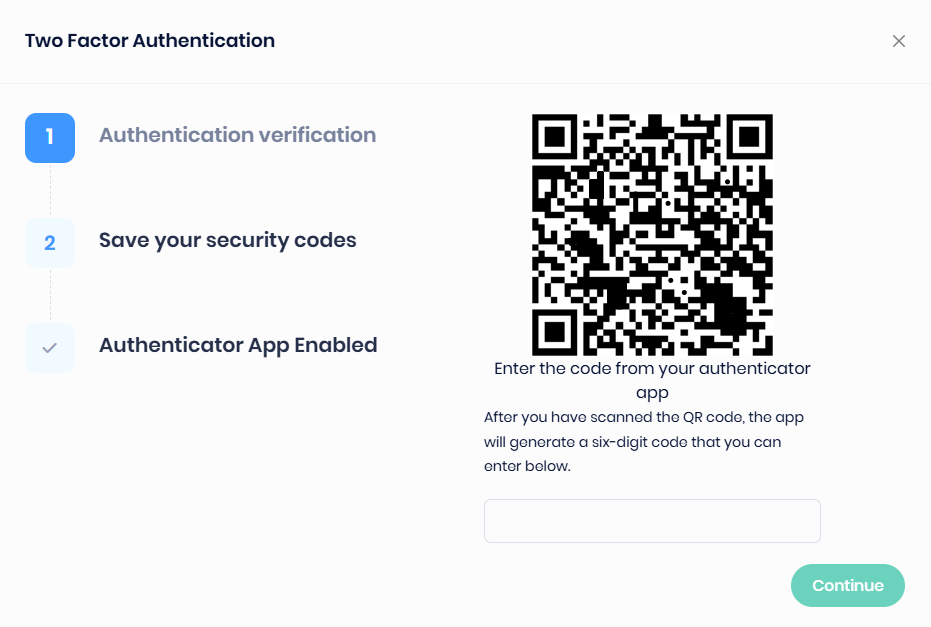 Two Factor Authentication
1
Authentication verification
2
Save your security codes
Authenticator App Enabled
Enter the code from your authenticator
app
After you have scanned the QR code, the app
will generate a six-digit code that you can
enter below.
Continue